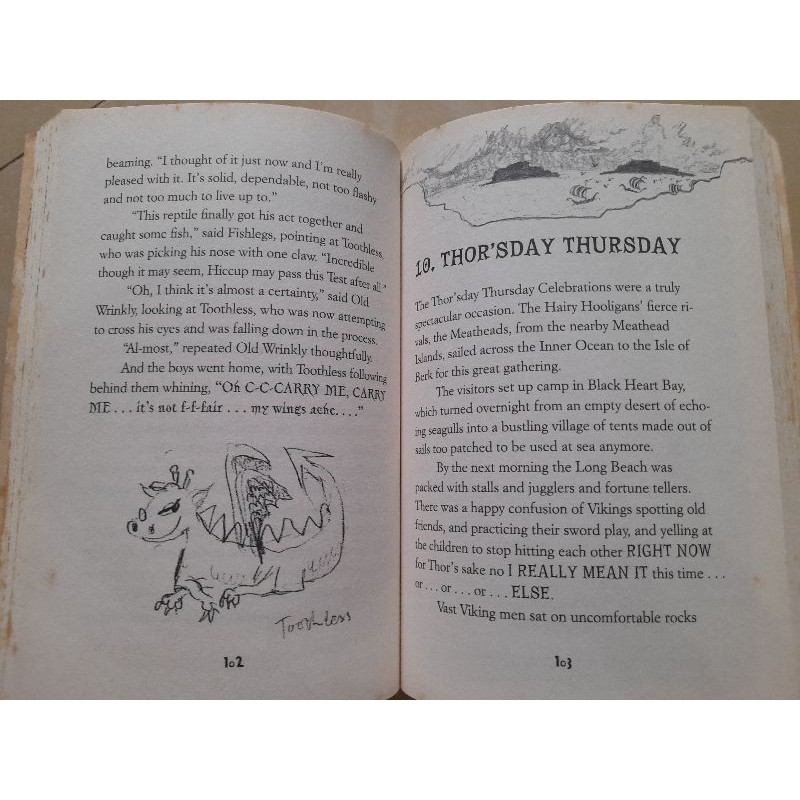 beaming. “I thought of it just now and I’m really
pleased with it. It’s solid, dependable, not too flashy
and not too much to live up to.”
“This reptile finally got his act together and
caught some fish,” said Fishlegs, pointing at Toothless,
who was picking his nose with one claw. “Incredible
though it may seem, Hiccup may pass this Test after all.”
“Oh, I think it’s almost a certainty,” said Old
Wrinkly, looking at Toothless, who was now attempting
to cross his eyes and was falling down in the process.
“Al-most,” repeated Old Wrinkly thoughtfully.
And the boys went home, with Toothless following
behind them whining, “Oh C-C-CARRY ME, CARRY
ME . . . it’s not f-f-fair . . . my wings ache. . . .”
Toothless
102
10. THOR’SDAY THURSDAY
The Thor’sday Thursday Celebrations were a truly
spectacular occasion. The Hairy Hooligans’ fierce ri-
vals, the Meatheads, from the nearby Meathead
Islands, sailed across the Inner Ocean to the Isle of
Berk for this great gathering.
The visitors set up camp in Black Heart Bay,
which turned overnight from an empty desert of echo-
ing seagulls into a bustling village of tents made out of
sails too patched to be used at sea anymore.
By the next morning the Long Beach was
packed with stalls and jugglers and fortune tellers.
There was a happy confusion of Vikings spotting old
friends, and practicing their sword play, and yelling at
the children to stop hitting each other RIGHT NOW
for Thor’s sake no I REALLY MEAN IT this time . . .
or . . . or . . . or . . . ELSE.
Vast Viking men sat on uncomfortable rocks
103